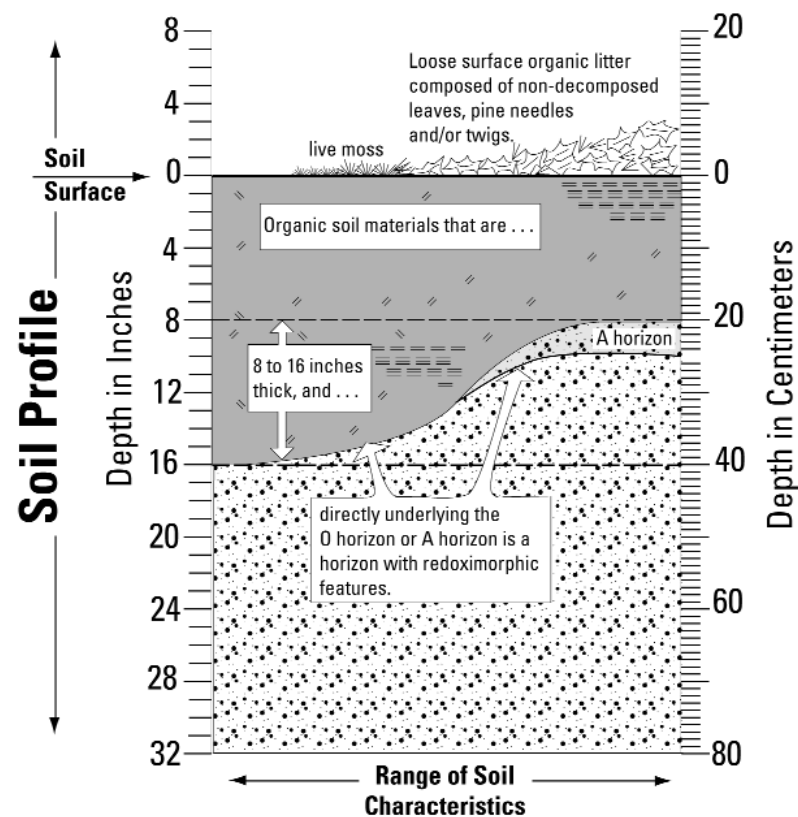 8
20
Loose surface organic litter
composed of non-decomposed
leaves, pine needles
and/or twigs.
4
live moss
Soil
Surface
0
0
Organic soil materials that are . . .
4
8
20
A horizon
8 to 16 inches
thick, and . . .
12
16
40
directly underlying the
O horizon or A horizon is a
horizon with redoximorphic
features.
20
24
60
28
32
80
Soil Profile
Depth in Inches
Depth in Centimeters
Range of Soil
Characteristics